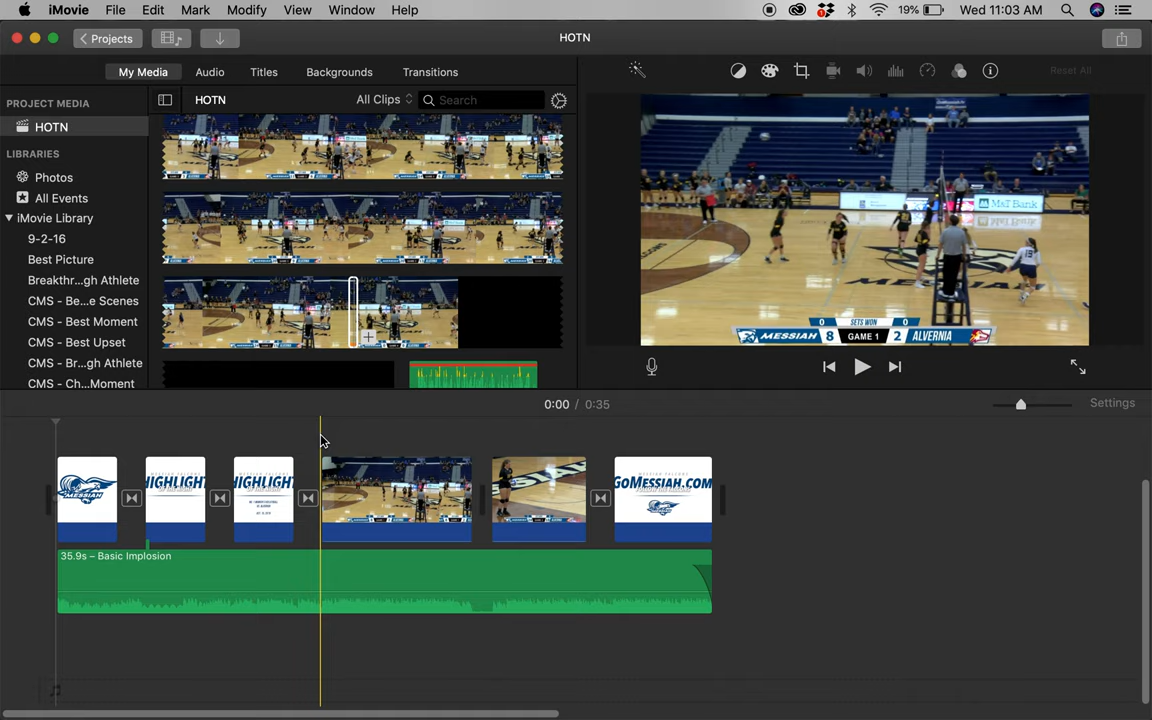 iMovie File Edit Mark Modify View Window Help
19% Wed 11:03 AM
Projects
HOTN
My Media Audio Titles Backgrounds Transitions
Reset All
PROJECT MEDIA
HOTN
All Clips
Search
HOTN
LIBRARIES
Photos
All Events
iMovie Library
9-2-16
Best Picture
Breakthr...gh Athlete
CMS - Be...e Scenes
CMS - Best Moment
CMS - Best Upset
CMS - Br...gh Athlete
CMS - Ch...Moment
M&T Bank
0 SETS WON 0
MESSIAH 8 GAME 1 2 ALVERNIA
0:00 / 0:35
Settings
MESSIAH
HIGHLIGHT
HIGHLIGHT
GoMessiah.com
35.9s – Basic Implosion